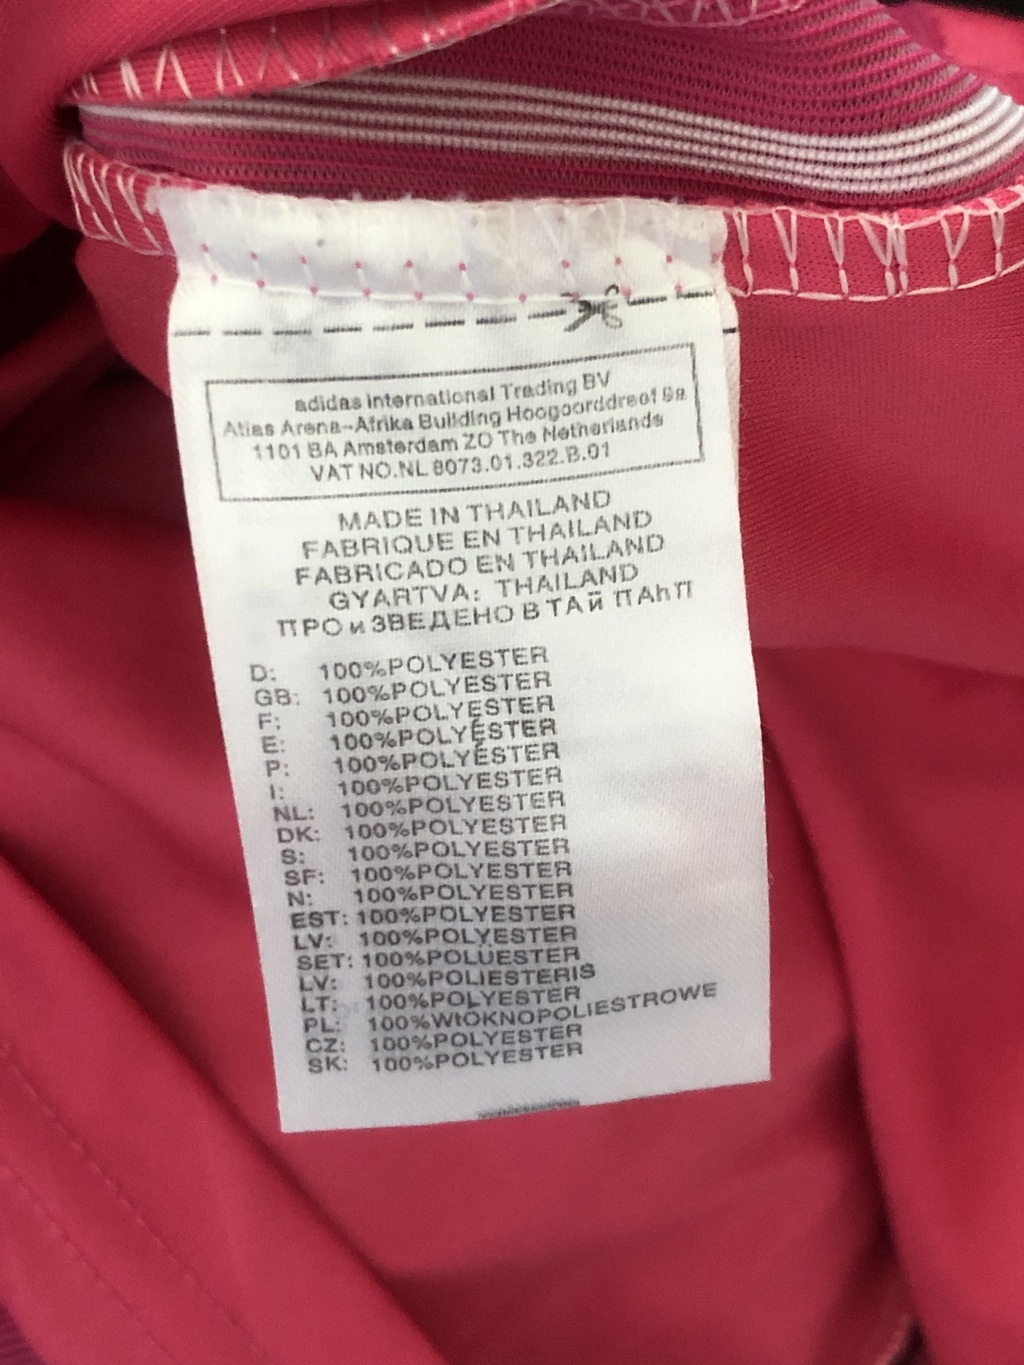 adidas International Trading BV
Atlas Arena-Afrika Building Hoogoorddreef 9a
1101 BA Amsterdam ZO The Netherlands
VAT NO.NL 8073.01.322.B.01
MADE IN THAILAND
FABRIQUE EN THAILAND
FABRICADO EN THAILAND
GYARTVA: THAILAND
ПРО и ЗВЕДЕНО В ТАй ПАhП
D: 100%POLYESTER
GB: 100%POLYESTER
F: 100%POLYESTER
E: 100%POLYÉSTER
P: 100%POLYÉSTER
I: 100%POLYESTER
NL: 100%POLYESTER
DK: 100%POLYESTER
S: 100%POLYESTER
SF: 100%POLYESTER
N: 100%POLYESTER
EST: 100%POLYESTER
LV: 100%POLYESTER
SET: 100%POLÜESTER
LV: 100%POLIESTERIS
LT: 100%POLYESTER
PL: 100%WłOKNOPOLIESTROWE
CZ: 100%POLYESTER
SK: 100%POLYESTER